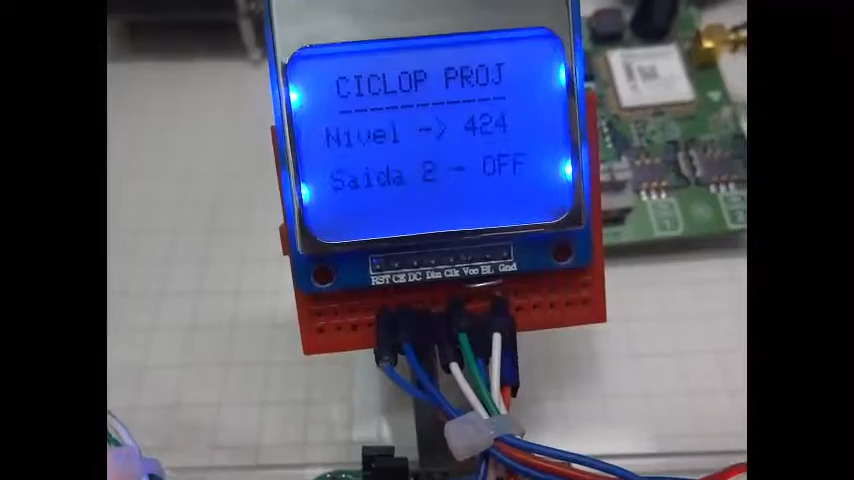 CICLOP PROJ
--------------------
Nivel -> 424
Saida 2 - OFF
RST CE DC Din Clk Vcc BL Gnd